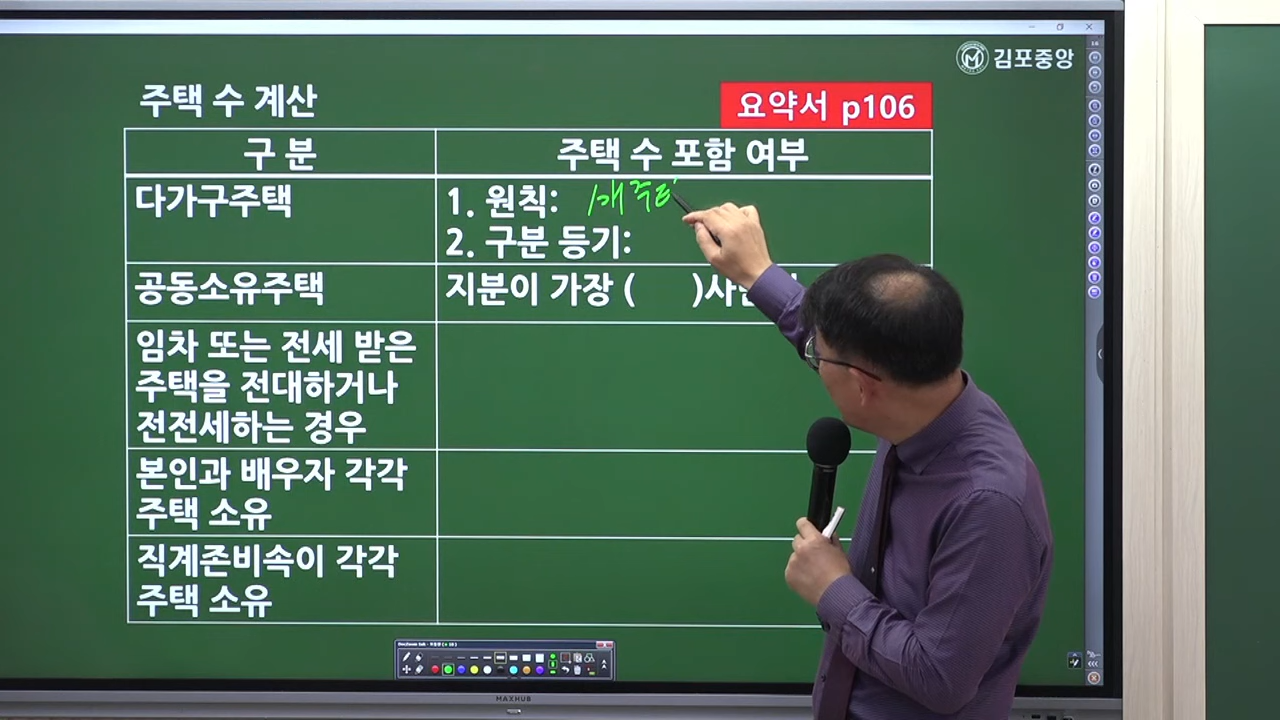 김포중앙
주택 수 계산
요약서 p106
구 분
주택 수 포함 여부
다가구주택
1. 원칙: 1개 주택
2. 구분 등기:
공동소유주택
지분이 가장 ( )사
임차 또는 전세 받은
주택을 전대하거나
전전세하는 경우
본인과 배우자 각각
주택 소유
직계존비속이 각각
주택 소유
MAXHUB